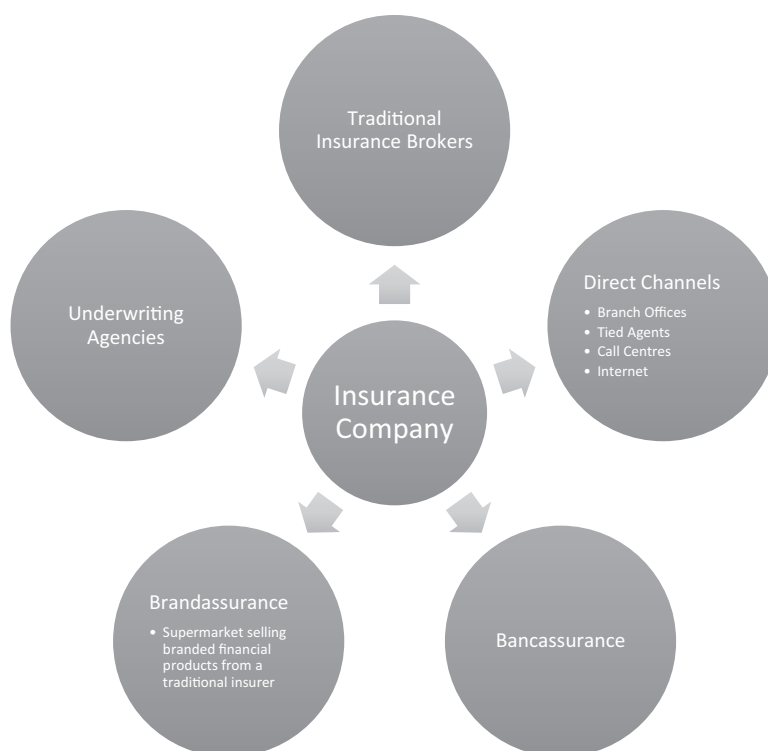 Traditional
Insurance Brokers
Direct Channels
• Branch Offices
• Tied Agents
• Call Centres
• Internet
Underwriting
Agencies
Insurance
Company
Brandassurance
• Supermarket selling
branded financial
products from a
traditional insurer
Bancassurance